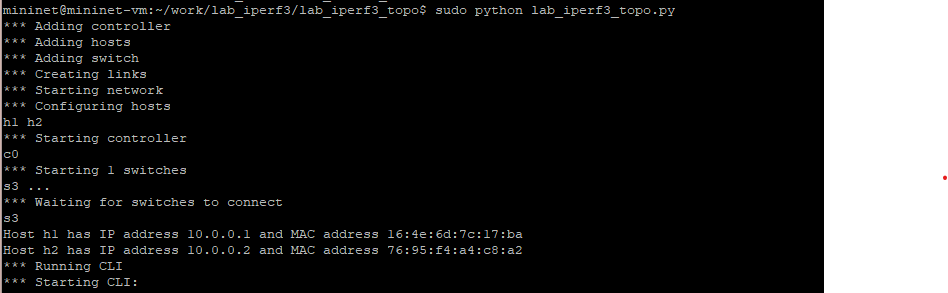 mininet@mininet-vm:~/work/lab_iperf3/lab_iperf3_topo$ sudo python lab_iperf3_topo.py
*** Adding controller
*** Adding hosts
*** Adding switch
*** Creating links
*** Starting network
*** Configuring hosts
h1 h2
*** Starting controller
c0
*** Starting 1 switches
s3 ...
*** Waiting for switches to connect
s3
Host h1 has IP address 10.0.0.1 and MAC address 16:4e:6d:7c:17:ba
Host h2 has IP address 10.0.0.2 and MAC address 76:95:f4:a4:c8:a2
*** Running CLI
*** Starting CLI: